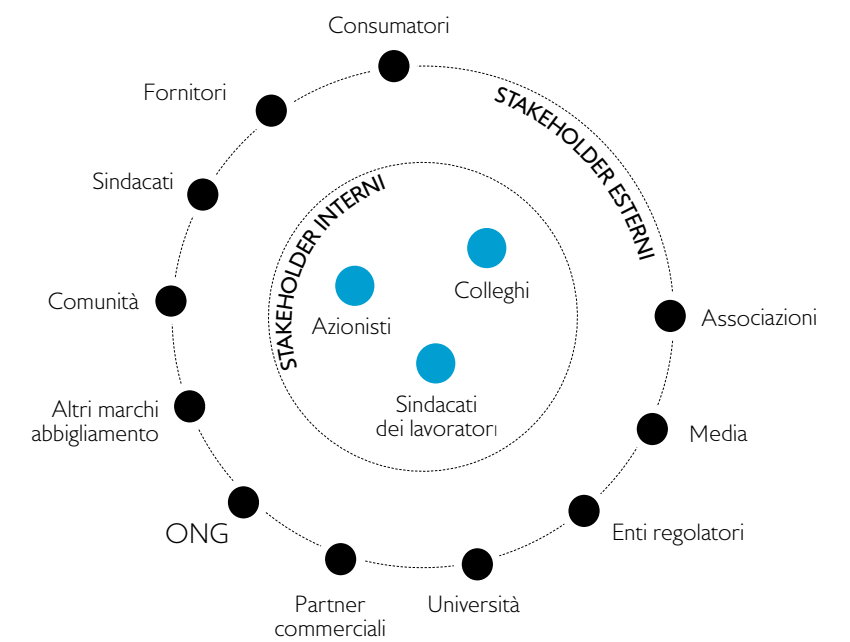 Consumatori
Fornitori
STAKEHOLDER ESTERNI
Sindacati
STAKEHOLDER INTERNI
Colleghi
Comunità
Azionisti
Associazioni
Sindacati
dei lavoratori
Altri marchi
abbigliamento
Media
ONG
Enti regolatori
Partner
commerciali
Università